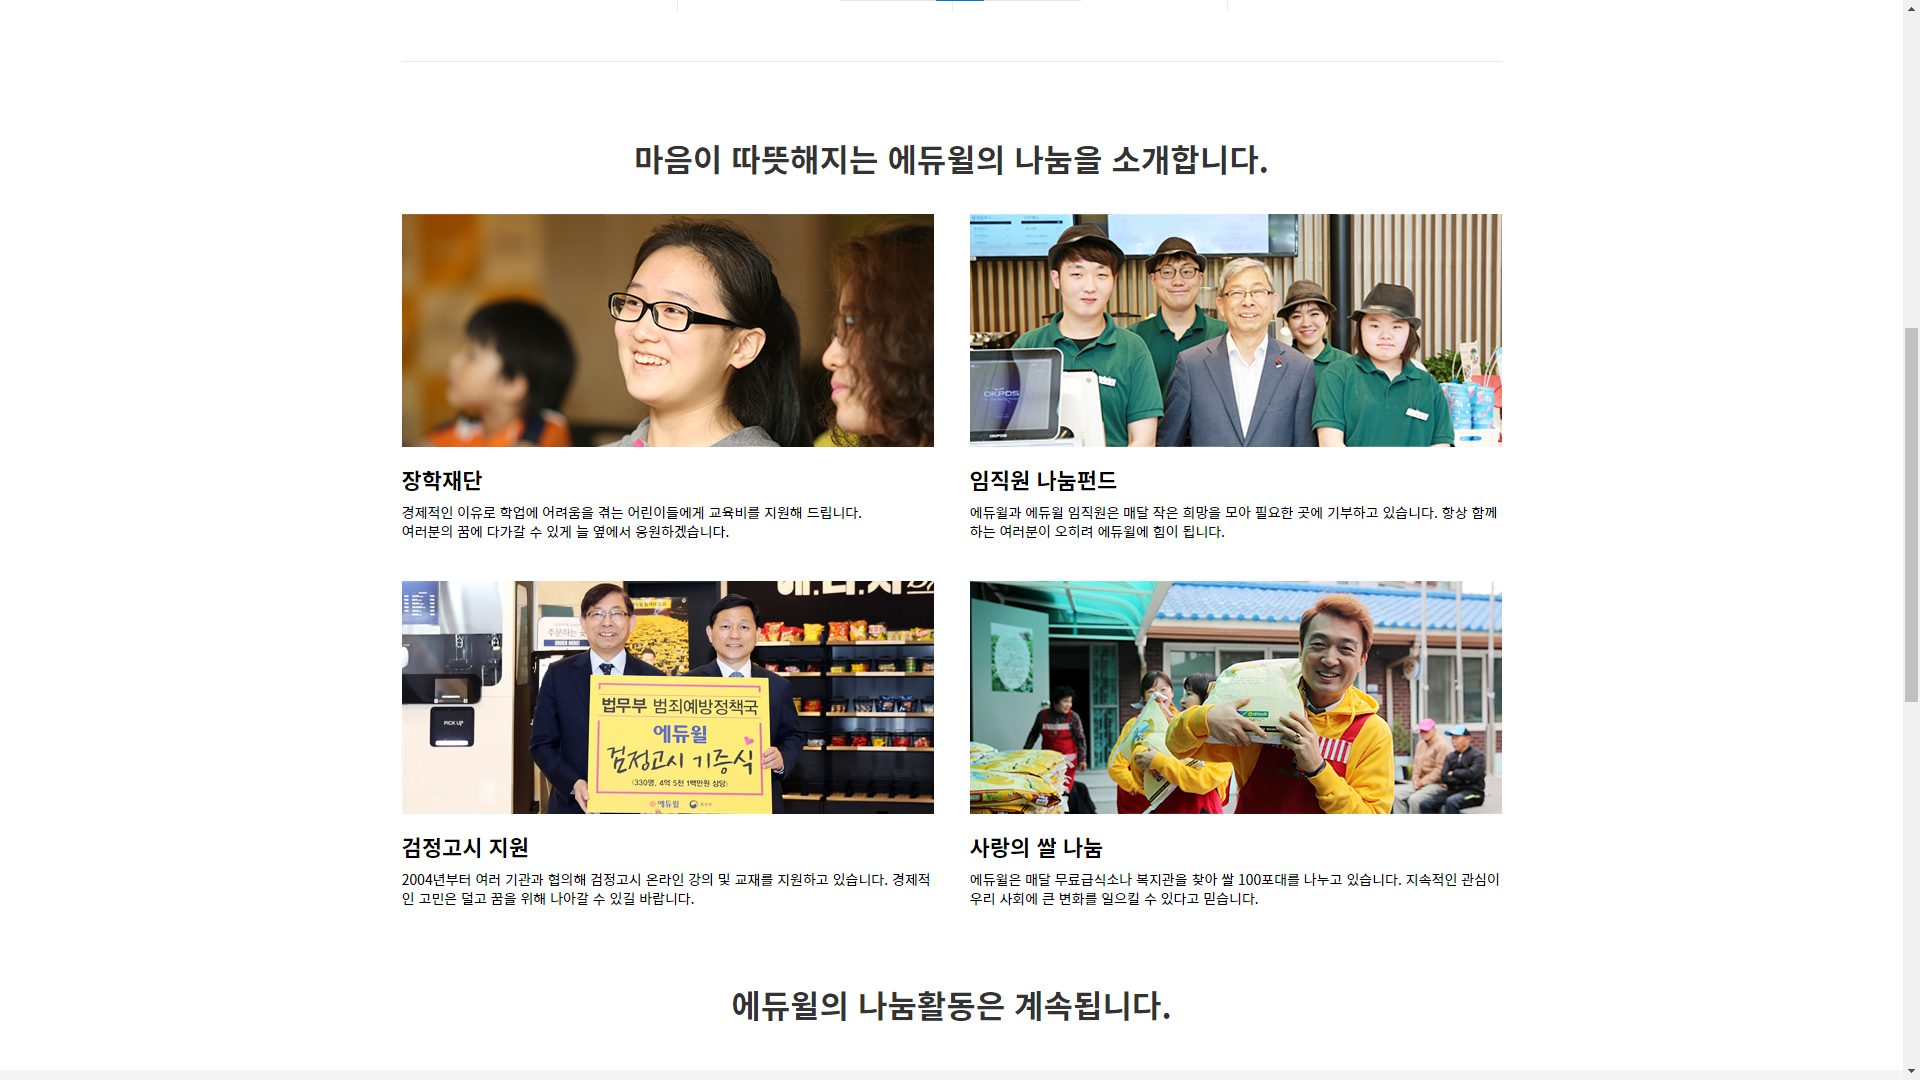 마음이 따뜻해지는 에듀윌의 나눔을 소개합니다.
OKPOS
OKPOS
장학재단
경제적인 이유로 학업에 어려움을 겪는 어린이들에게 교육비를 지원해 드립니다.
여러분의 꿈에 다가갈 수 있게 늘 옆에서 응원하겠습니다.
임직원 나눔펀드
에듀윌과 에듀윌 임직원은 매달 작은 희망을 모아 필요한 곳에 기부하고 있습니다. 항상 함께
하는 여러분이 오히려 에듀윌에 힘이 됩니다.
주문하는 곳
PICK UP
법무부 범죄예방정책국
에듀윌
검정고시 기증식
(330명, 4억 5천 1백만원 상당)
에듀윌
법무부
검정고시 지원
2004년부터 여러 기관과 협의해 검정고시 온라인 강의 및 교재를 지원하고 있습니다. 경제적
인 고민은 덜고 꿈을 위해 나아갈 수 있길 바랍니다.
사랑의 쌀 나눔
에듀윌은 매달 무료급식소나 복지관을 찾아 쌀 100포대를 나누고 있습니다. 지속적인 관심이
우리 사회에 큰 변화를 일으킬 수 있다고 믿습니다.
에듀윌의 나눔활동은 계속됩니다.